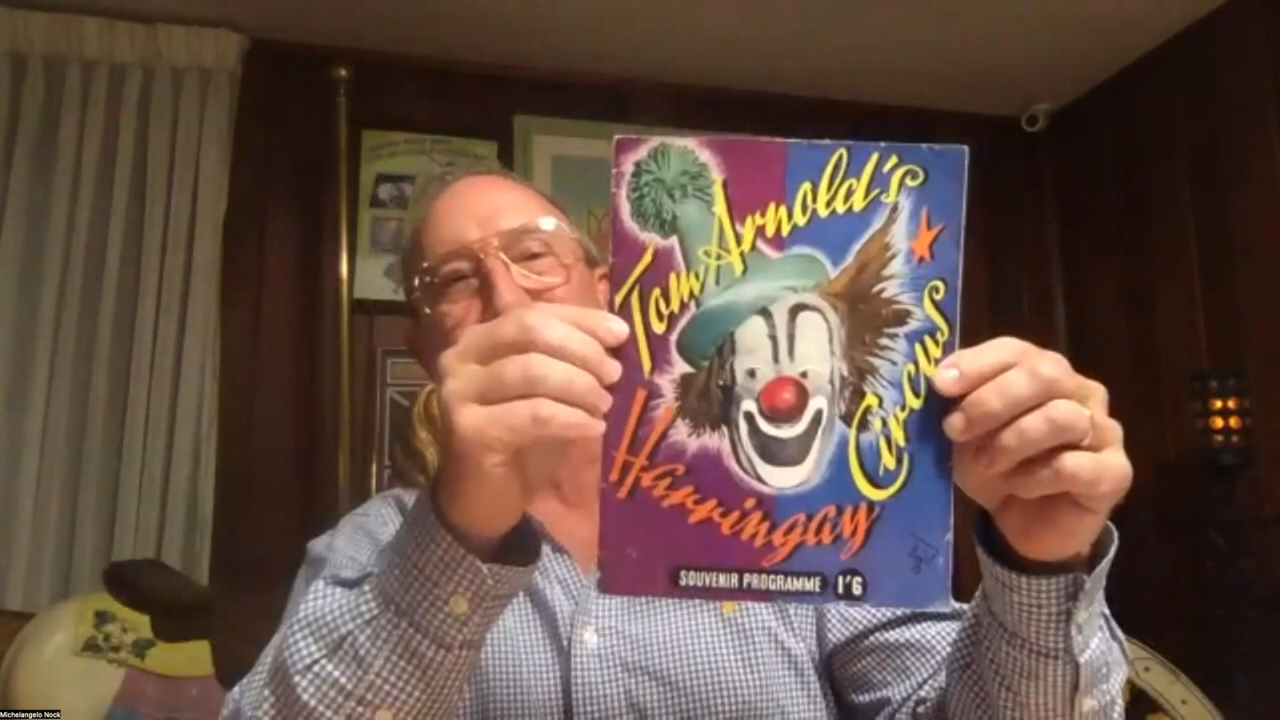 Tom Arnold's
Circus
Harringay
SOUVENIR PROGRAMME 1'6
Michelangelo Nock